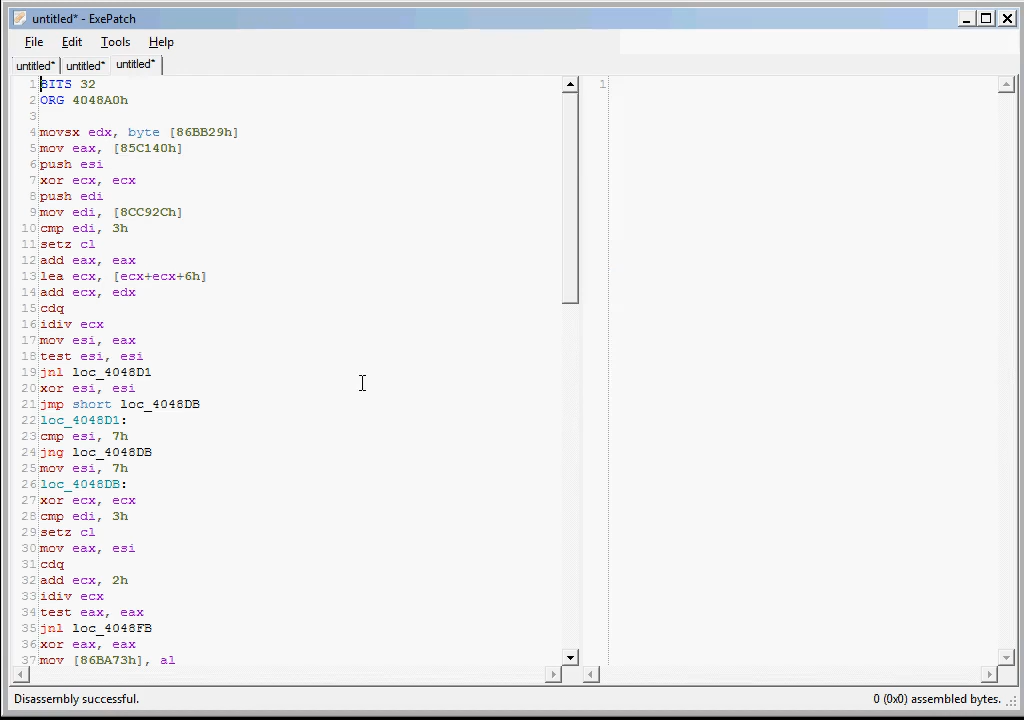 untitled* - ExePatch
File Edit Tools Help
untitled* untitled* untitled*
1 BITS 32
2 ORG 4048A0h
3
4 movsx edx, byte [86BB29h]
5 mov eax, [85C140h]
6 push esi
7 xor ecx, ecx
8 push edi
9 mov edi, [8CC92Ch]
10 cmp edi, 3h
11 setz cl
12 add eax, eax
13 lea ecx, [ecx+ecx+6h]
14 add ecx, edx
15 cdq
16 idiv ecx
17 mov esi, eax
18 test esi, esi
19 jnl loc_4048D1
20 xor esi, esi
21 jmp short loc_4048DB
22 loc_4048D1:
23 cmp esi, 7h
24 jng loc_4048DB
25 mov esi, 7h
26 loc_4048DB:
27 xor ecx, ecx
28 cmp edi, 3h
29 setz cl
30 mov eax, esi
31 cdq
32 add ecx, 2h
33 idiv ecx
34 test eax, eax
35 jnl loc_4048FB
36 xor eax, eax
37 mov [86BA73h], al
1
Disassembly successful.
0 (0x0) assembled bytes.